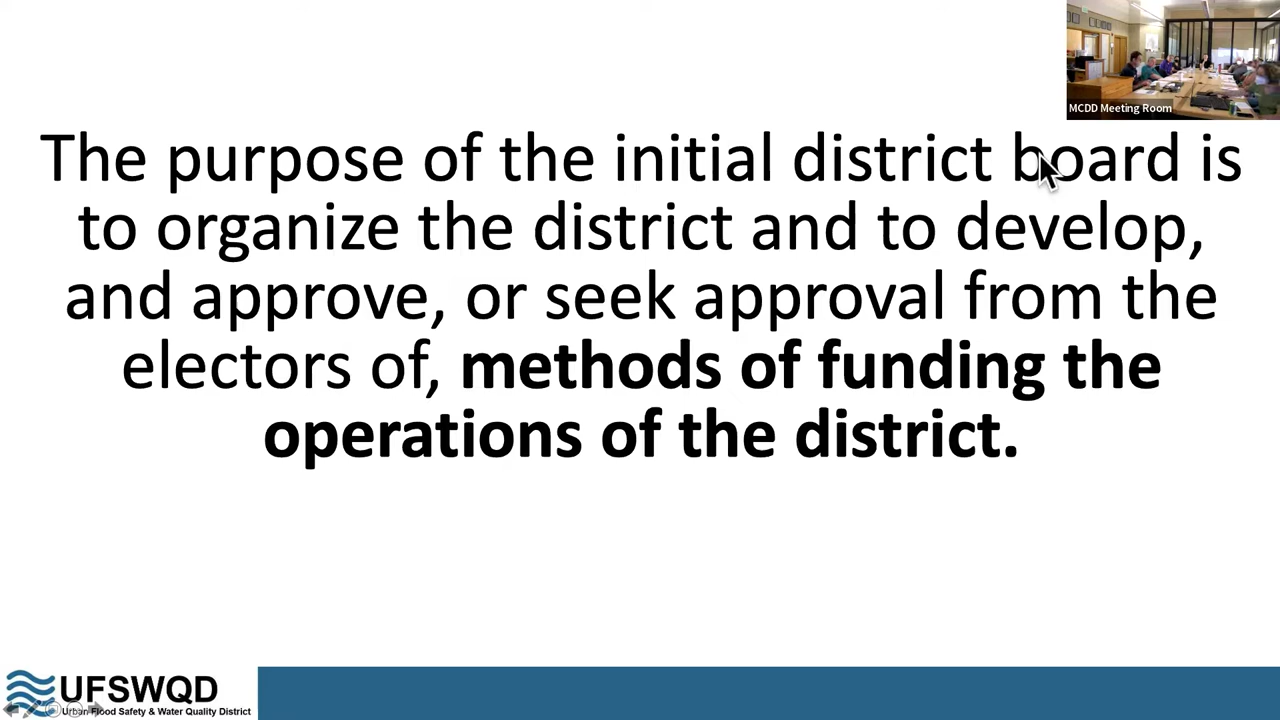 MCDD Meeting Room
The purpose of the initial district board is
to organize the district and to develop,
and approve, or seek approval from the
electors of, methods of funding the
operations of the district.
UFSWQD
Urban Flood Safety & Water Quality District